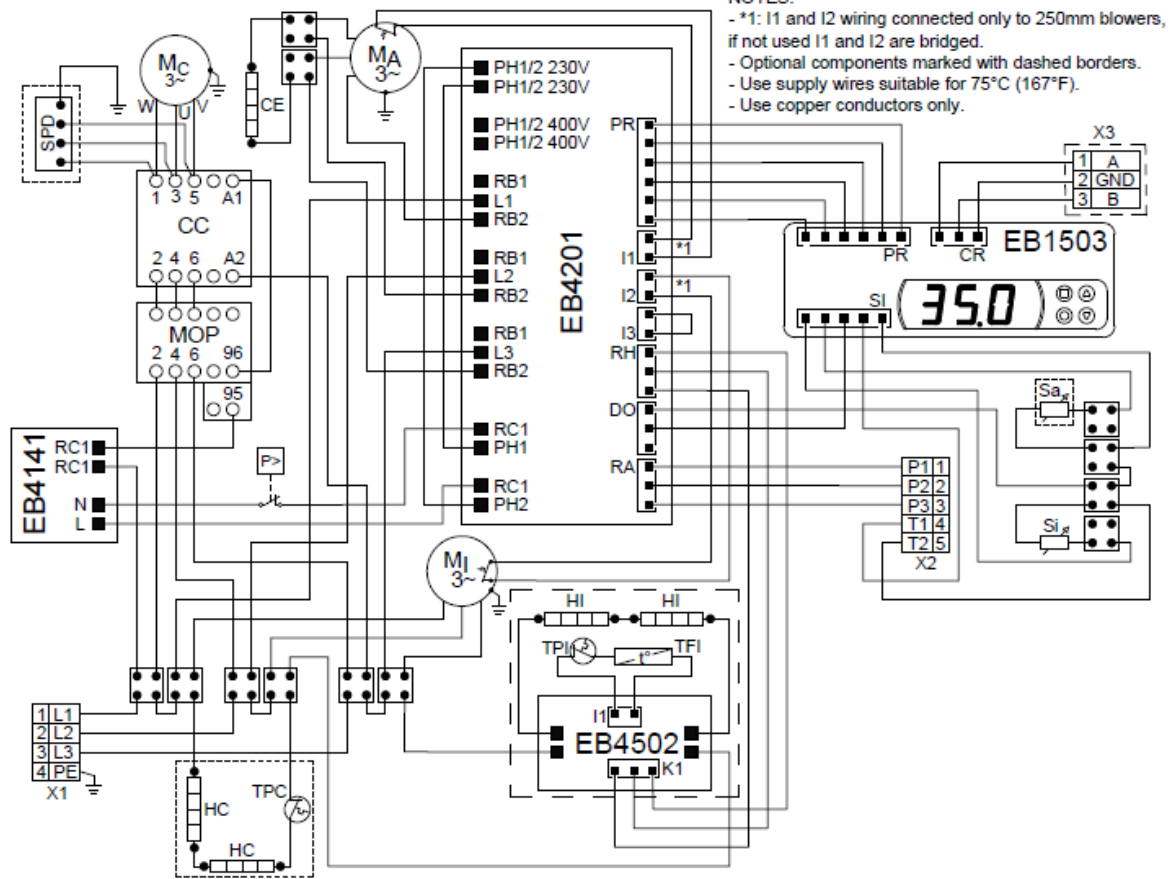 NOTES:
- *1: I1 and I2 wiring connected only to 250mm blowers,
if not used I1 and I2 are bridged.
- Optional components marked with dashed borders.
- Use supply wires suitable for 75°C (167°F).
- Use copper conductors only.
MC
3~
W
U
V
SPD
CE
MA
3~
1 3 5 A1
CC
2 4 6 A2
MOP
2 4 6 96
95
EB4141
RC1
RC1
N
L
P>
EB4201
PH1/2 230V
PH1/2 230V
PH1/2 400V
PH1/2 400V
RB1
L1
RB2
RB1
L2
RB2
RB1
L3
RB2
RC1
PH1
RC1
PH2
PR
I1
*1
I2
*1
I3
RH
DO
RA
X3
1 A
2 GND
3 B
EB1503
PR
CR
SI
35.0
Sa
Si
P1 1
P2 2
P3 3
T1 4
T2 5
X2
MI
3~
HI
HI
TPI
t°
TFI
I1
EB4502
K1
1 L1
2 L2
3 L3
4 PE
X1
HC
TPC
HC